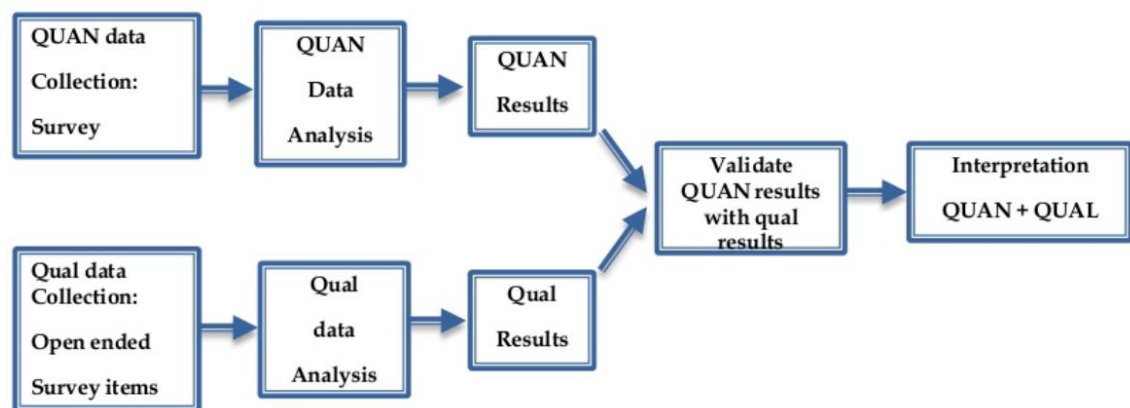 QUAN data
Collection:
Survey
QUAN
Data
Analysis
QUAN
Results
Validate
QUAN results
with qual
results
Interpretation
QUAN + QUAL
Qual data
Collection:
Open ended
Survey items
Qual
data
Analysis
Qual
Results